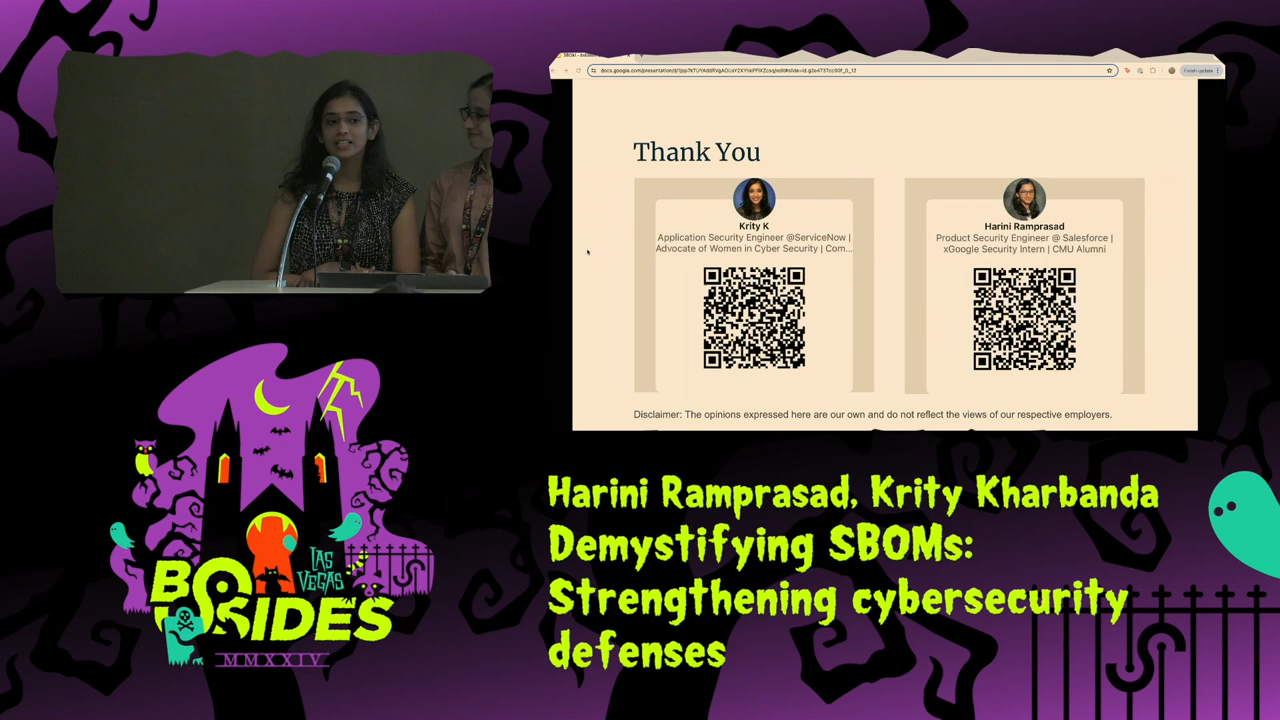 Thank You
Krity K
Application Security Engineer @ServiceNow |
Advocate of Women in Cyber Security | Com...
Harini Ramprasad
Product Security Engineer @ Salesforce |
xGoogle Security Intern | CMU Alumni
Disclaimer: The opinions expressed here are our own and do not reflect the views of our respective employers.
Finish update
LAS
VEGAS
BSIDES
MMXXIV
Harini Ramprasad, Krity Kharbanda
Demystifying SBOMs:
Strengthening cybersecurity
defenses